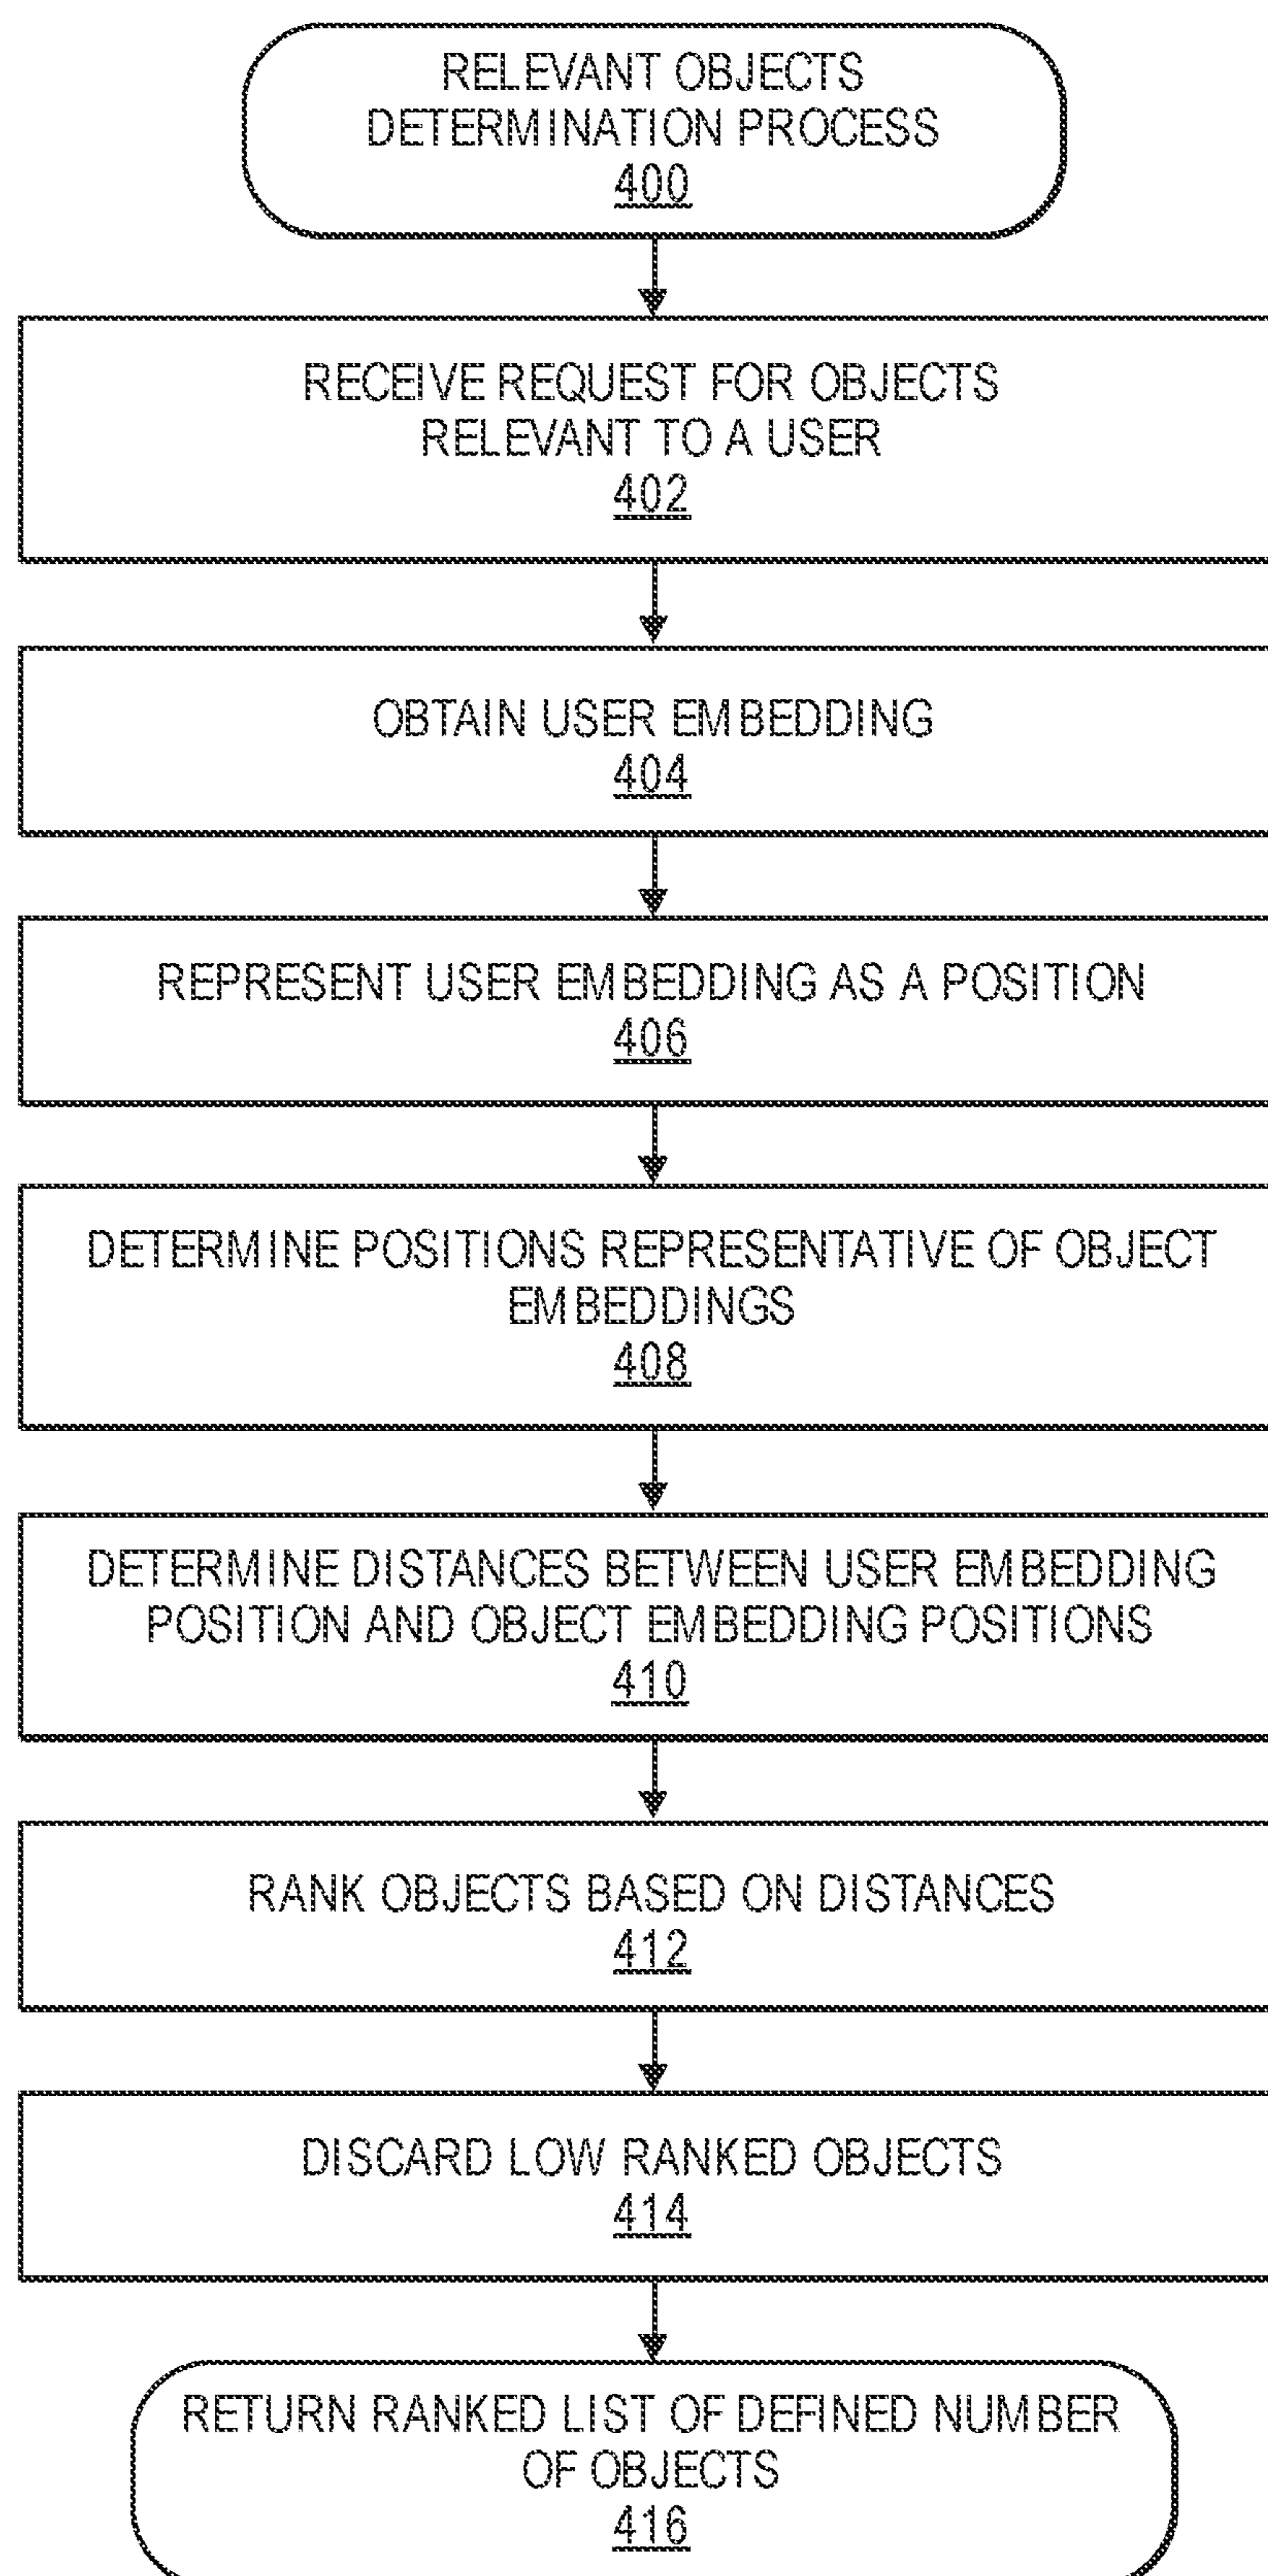 RELEVANT OBJECTS
DETERMINATION PROCESS
400
RECEIVE REQUEST FOR OBJECTS
RELEVANT TO A USER
402
OBTAIN USER EMBEDDING
404
REPRESENT USER EMBEDDING AS A POSITION
406
DETERMINE POSITIONS REPRESENTATIVE OF OBJECT
EMBEDDINGS
408
DETERMINE DISTANCES BETWEEN USER EMBEDDING
POSITION AND OBJECT EMBEDDING POSITIONS
410
RANK OBJECTS BASED ON DISTANCES
412
DISCARD LOW RANKED OBJECTS
414
RETURN RANKED LIST OF DEFINED NUMBER
OF OBJECTS
416